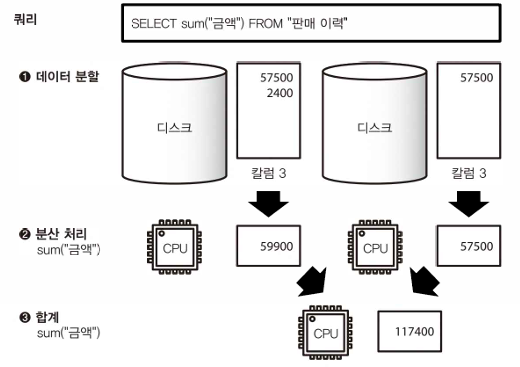 쿼리
SELECT sum("금액") FROM "판매 이력"
❶ 데이터 분할
디스크
57500
2400
칼럼 3
디스크
57500
칼럼 3
❷ 분산 처리
sum("금액")
CPU
59900
CPU
57500
❸ 합계
sum("금액")
CPU
117400